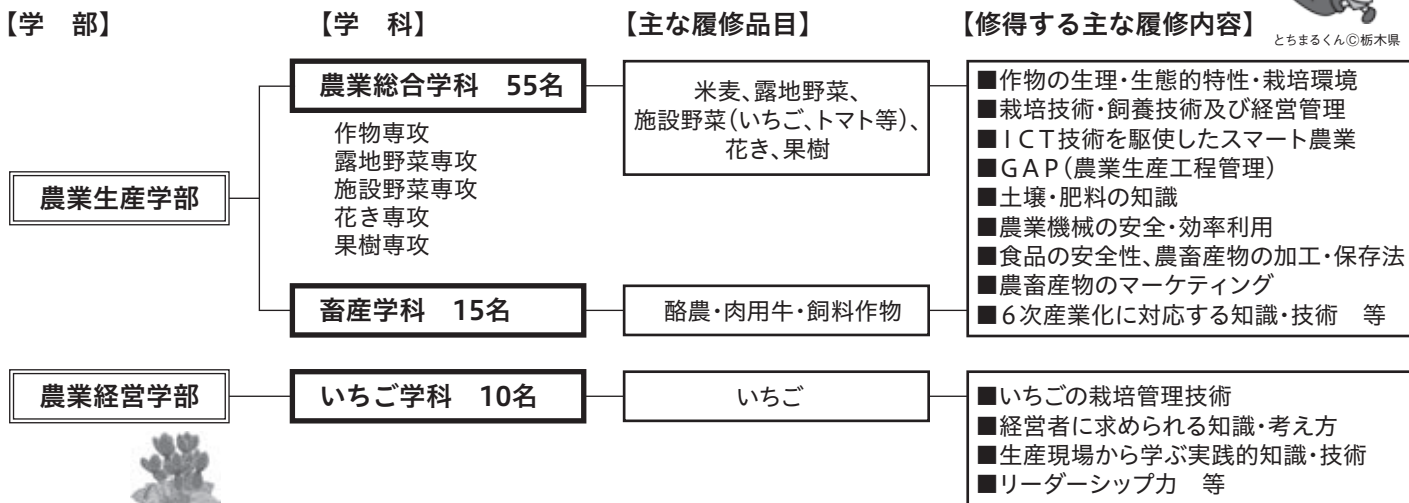 【学　部】
【学　科】
【主な履修品目】
【修得する主な履修内容】
とちまるくん©栃木県
農業生産学部
農業総合学科　55名
作物専攻
露地野菜専攻
施設野菜専攻
花き専攻
果樹専攻
米麦、露地野菜、
施設野菜(いちご、トマト等)、
花き、果樹
畜産学科　15名
酪農・肉用牛・飼料作物
■作物の生理・生態的特性・栽培環境
■栽培技術・飼養技術及び経営管理
■ICT技術を駆使したスマート農業
■GAP(農業生産工程管理)
■土壌・肥料の知識
■農業機械の安全・効率利用
■食品の安全性、農畜産物の加工・保存法
■農畜産物のマーケティング
■6次産業化に対応する知識・技術　等
農業経営学部
いちご学科　10名
いちご
■いちごの栽培管理技術
■経営者に求められる知識・考え方
■生産現場から学ぶ実践的知識・技術
■リーダーシップ力　等